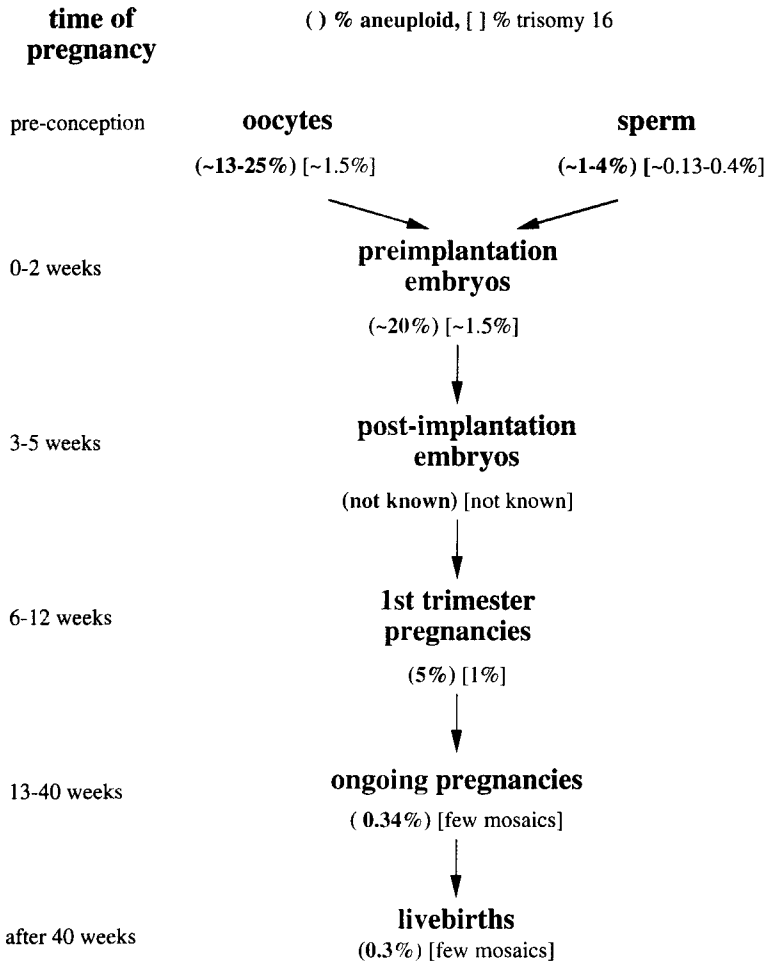 time of pregnancy
( ) % aneuploid, [ ] % trisomy 16
pre-conception
oocytes
sperm
(~13-25%) [~1.5%]
(~1-4%) [~0.13-0.4%]
0-2 weeks
preimplantation
embryos
(~20%) [~1.5%]
3-5 weeks
post-implantation
embryos
(not known) [not known]
6-12 weeks
1st trimester
pregnancies
(5%) [1%]
13-40 weeks
ongoing pregnancies
( 0.34%) [few mosaics]
after 40 weeks
livebirths
(0.3%) [few mosaics]